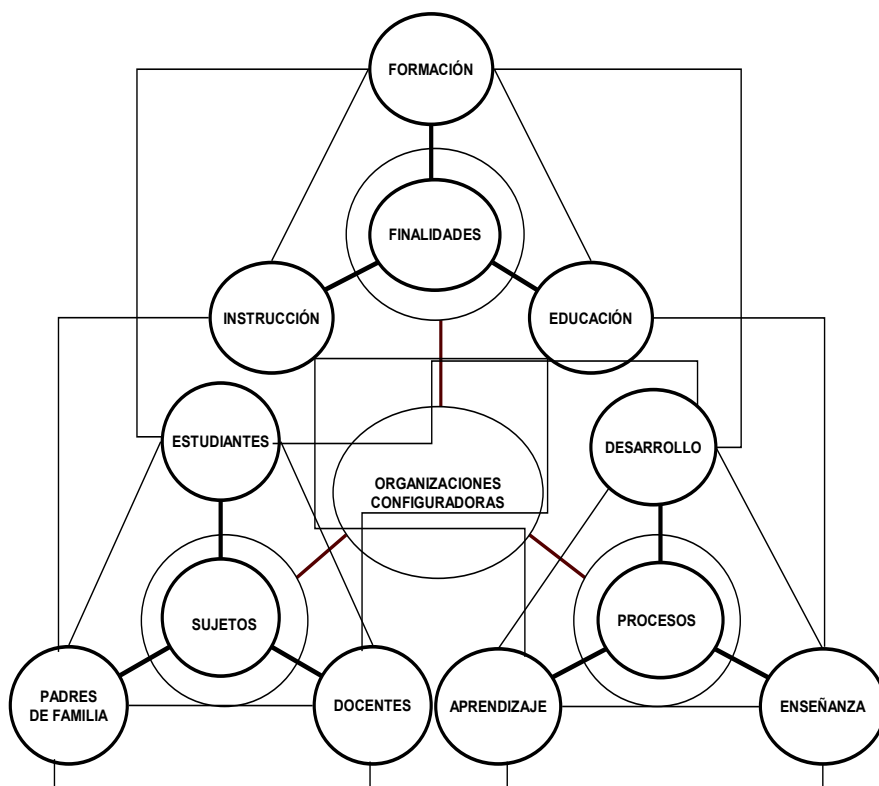 FORMACIÓN
FINALIDADES
INSTRUCCIÓN
EDUCACIÓN
ESTUDIANTES
DESARROLLO
ORGANIZACIONES
CONFIGURADORAS
SUJETOS
PROCESOS
PADRES
DE FAMILIA
DOCENTES
APRENDIZAJE
ENSEÑANZA